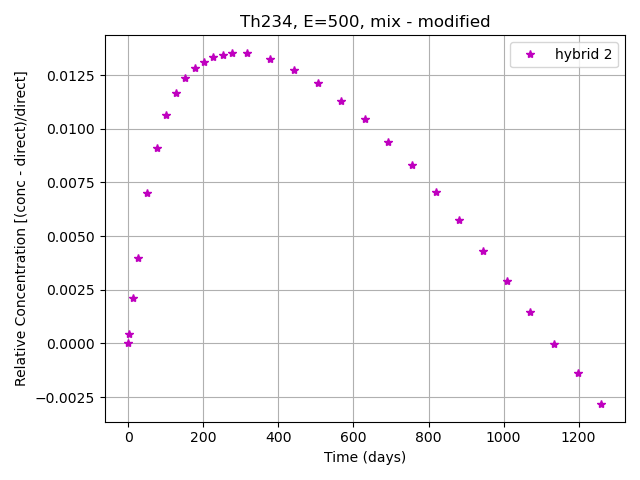 Th234, E=500, mix - modified
hybrid 2
0.0125
0.0100
0.0075
0.0050
0.0025
0.0000
−0.0025
Relative Concentration [(conc - direct)/direct]
0 200 400 600 800 1000 1200
Time (days)